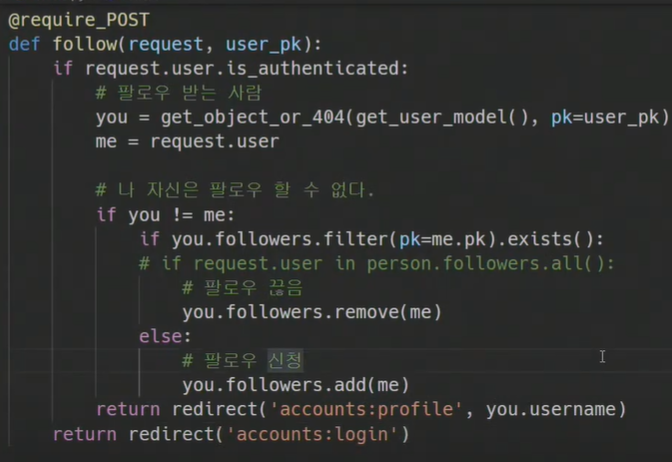 @require_POST
def follow(request, user_pk):
    if request.user.is_authenticated:
        # 팔로우 받는 사람
        you = get_object_or_404(get_user_model(), pk=user_pk)
        me = request.user

        # 나 자신은 팔로우 할 수 없다.
        if you != me:
            if you.followers.filter(pk=me.pk).exists():
            # if request.user in person.followers.all():
                # 팔로우 끊음
                you.followers.remove(me)
            else:
                # 팔로우 신청
                you.followers.add(me)
        return redirect('accounts:profile', you.username)
    return redirect('accounts:login')